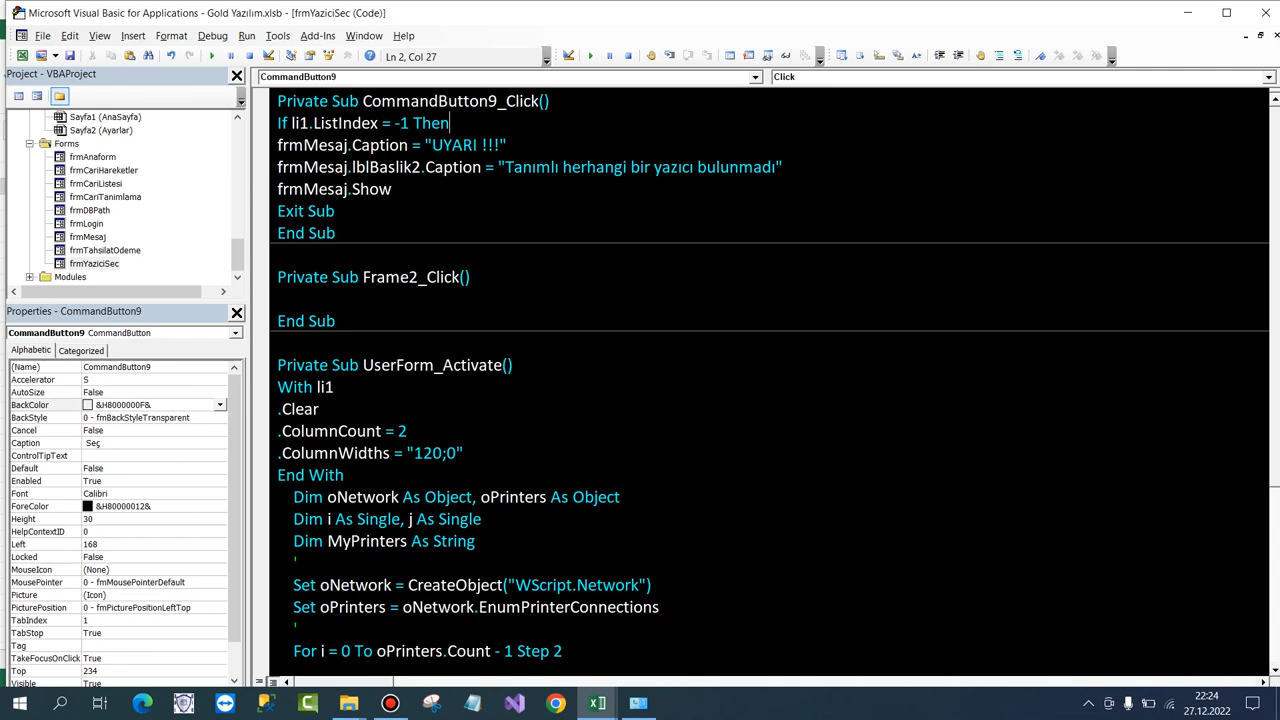 Microsoft Visual Basic for Applications - Gold Yazılım.xlsb - [frmYaziciSec (Code)]
File Edit View Insert Format Debug Run Tools Add-Ins Window Help
Ln 2, Col 27
Project - VBAProject
Sayfa1 (AnaSayfa)
Sayfa2 (Ayarlar)
Forms
frmAnaform
frmCariHareketler
frmCariListesi
frmCariTanimlama
frmDBPath
frmLogin
frmMesaj
frmTahsilatOdeme
frmYaziciSec
Modules
Properties - CommandButton9
CommandButton9 CommandButton
Alphabetic Categorized
(Name) CommandButton9
Accelerator S
AutoSize False
BackColor &H8000000F&
BackStyle 0 - fmBackStyleTransparent
Cancel False
Caption Seç
ControlTipText
Default False
Enabled True
Font Calibri
ForeColor &H80000012&
Height 30
HelpContextID 0
Left 168
Locked False
MouseIcon (None)
MousePointer 0 - fmMousePointerDefault
Picture (Icon)
PicturePosition 0 - fmPicturePositionLeftTop
TabIndex 1
TabStop True
Tag
TakeFocusOnClick True
Top 234
Visible True
CommandButton9 Click
Private Sub CommandButton9_Click()
If li1.ListIndex = -1 Then
frmMesaj.Caption = "UYARI !!!"
frmMesaj.lblBaslik2.Caption = "Tanımlı herhangi bir yazıcı bulunmadı"
frmMesaj.Show
Exit Sub
End Sub
Private Sub Frame2_Click()
End Sub
Private Sub UserForm_Activate()
With li1
.Clear
.ColumnCount = 2
.ColumnWidths = "120;0"
End With
Dim oNetwork As Object, oPrinters As Object
Dim i As Single, j As Single
Dim MyPrinters As String
'
Set oNetwork = CreateObject("WScript.Network")
Set oPrinters = oNetwork.EnumPrinterConnections
'
For i = 0 To oPrinters.Count - 1 Step 2
22:24
27.12.2022